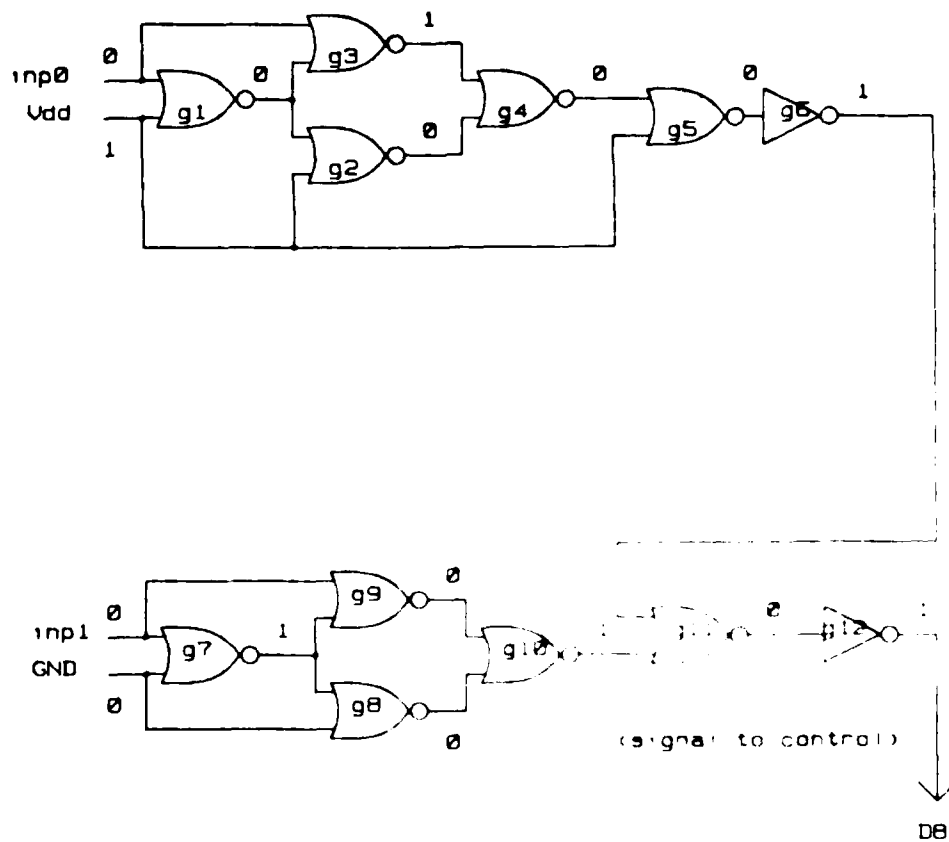 0 g3 1
inp0 g1 0 g4 0 g5 0 g6 1
Vdd
1 g2 0
0 g9 0
inp1 g7 1 g10 0 g12 1
GND
0 g8 0
(signal to control)
D8